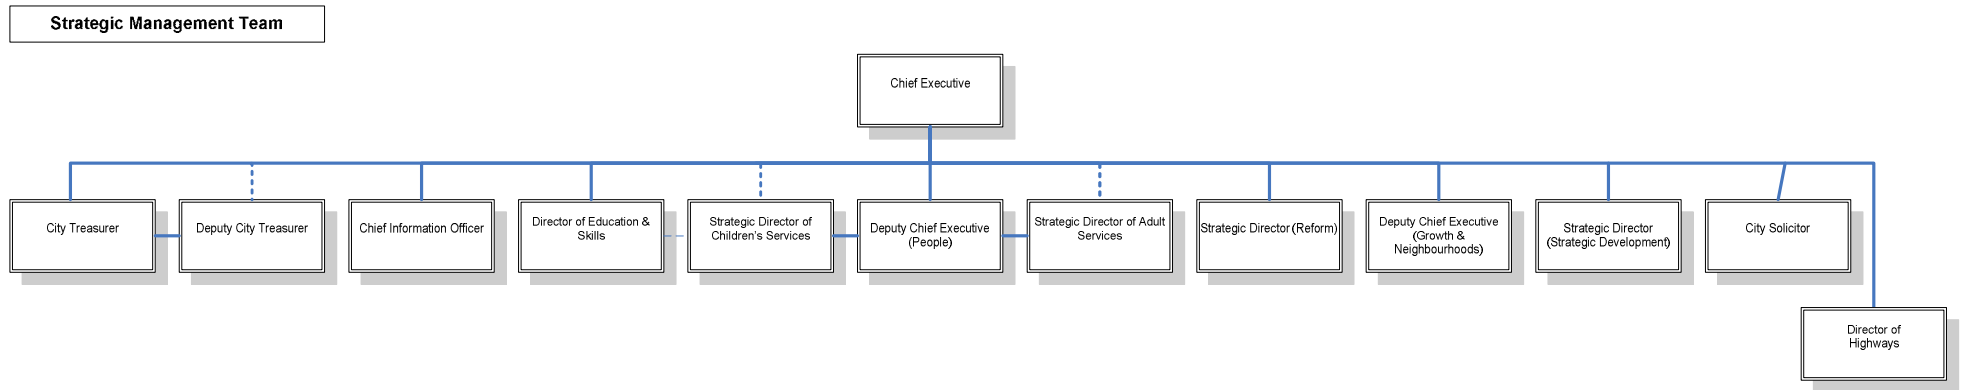 Strategic Management Team
Chief Executive
City Treasurer
Deputy City Treasurer
Chief Information Officer
Director of Education &
Skills
Strategic Director of
Children's Services
Deputy Chief Executive
(People)
Strategic Director of Adult
Services
Strategic Director (Reform)
Deputy Chief Executive
(Growth &
Neighbourhoods)
Strategic Director
(Strategic Development)
City Solicitor
Director of
Highways